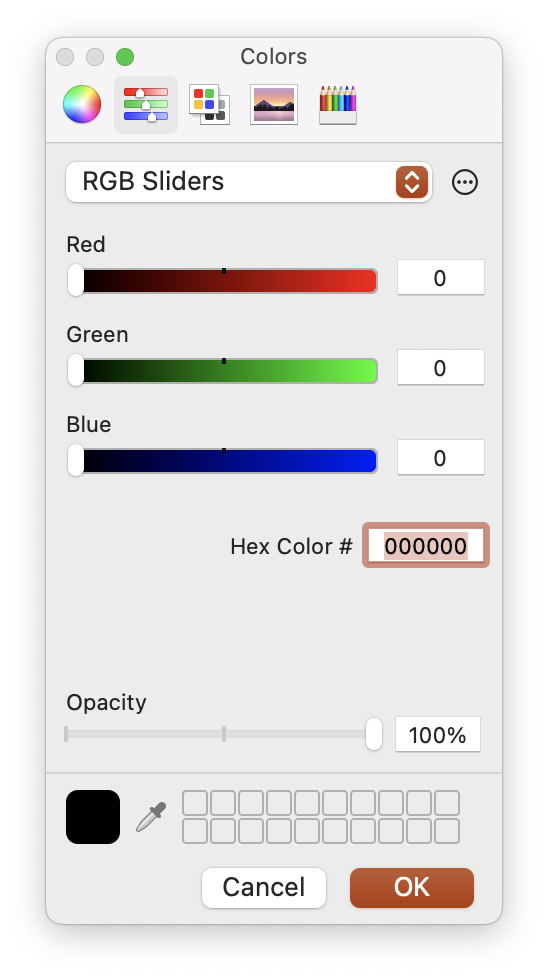 Colors
RGB Sliders
Red
0
Green
0
Blue
0
Hex Color # 000000
Opacity
100%
Cancel OK